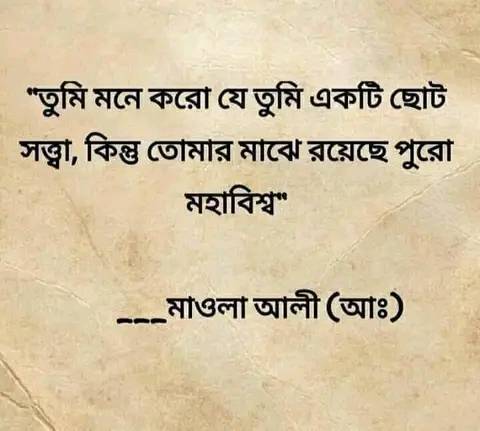 "তুমি মনে করো যে তুমি একটি ছোট
সত্ত্বা, কিন্তু তোমার মাঝে রয়েছে পুরো
মহাবিশ্ব"
___মাওলা আলী (আঃ)